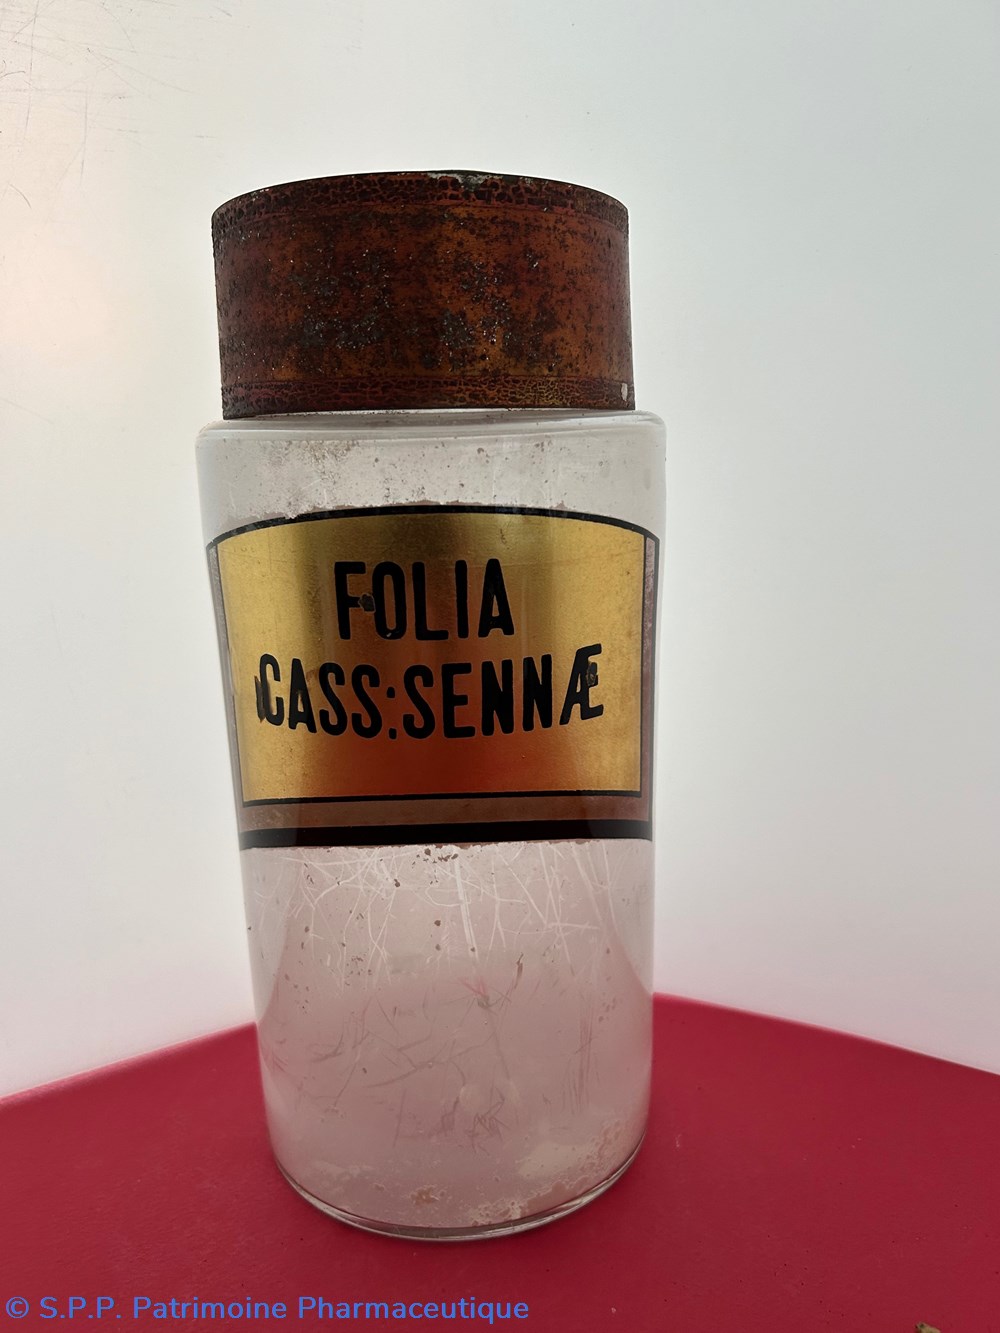 FOLIA
CASS:SENNÆ
© S.P.P. Patrimoine Pharmaceutique